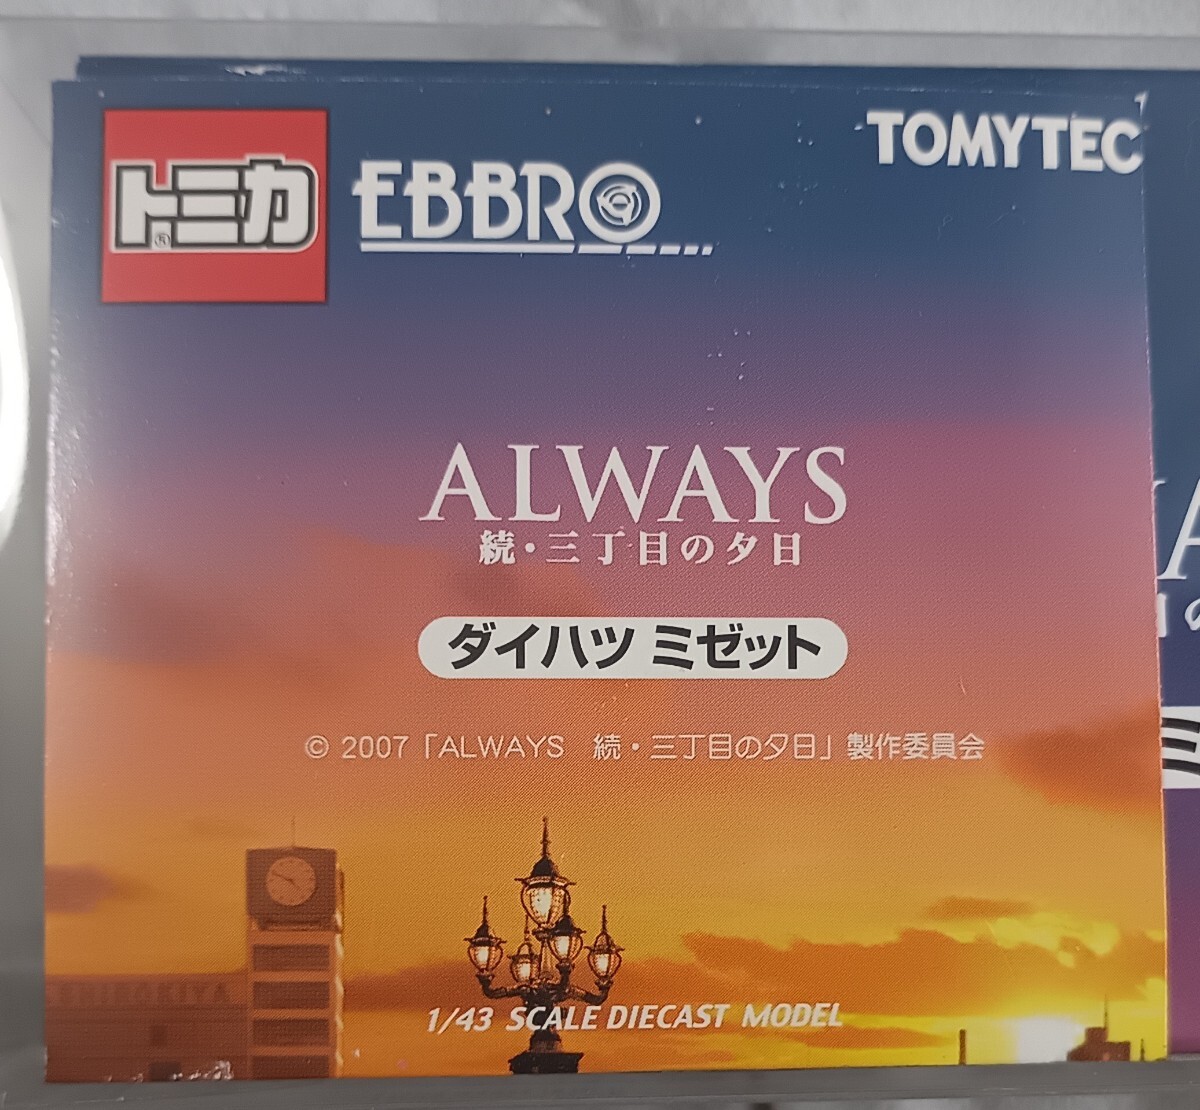 トミカ®
EBBRO
TOMYTEC
ALWAYS
続・三丁目の夕日
ダイハツ ミゼット
© 2007「ALWAYS 続・三丁目の夕日」製作委員会
1/43 SCALE DIECAST MODEL